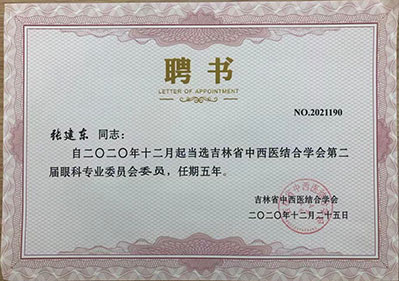 聘书
LETTER OF APPOINTMENT
NO.2021190
张建东 同志：
自二〇二〇年十二月起当选吉林省中西医结合学会第二
届眼科专业委员会委员，任期五年。
吉林省中西医结合学会
二〇二〇年十二月二十五日